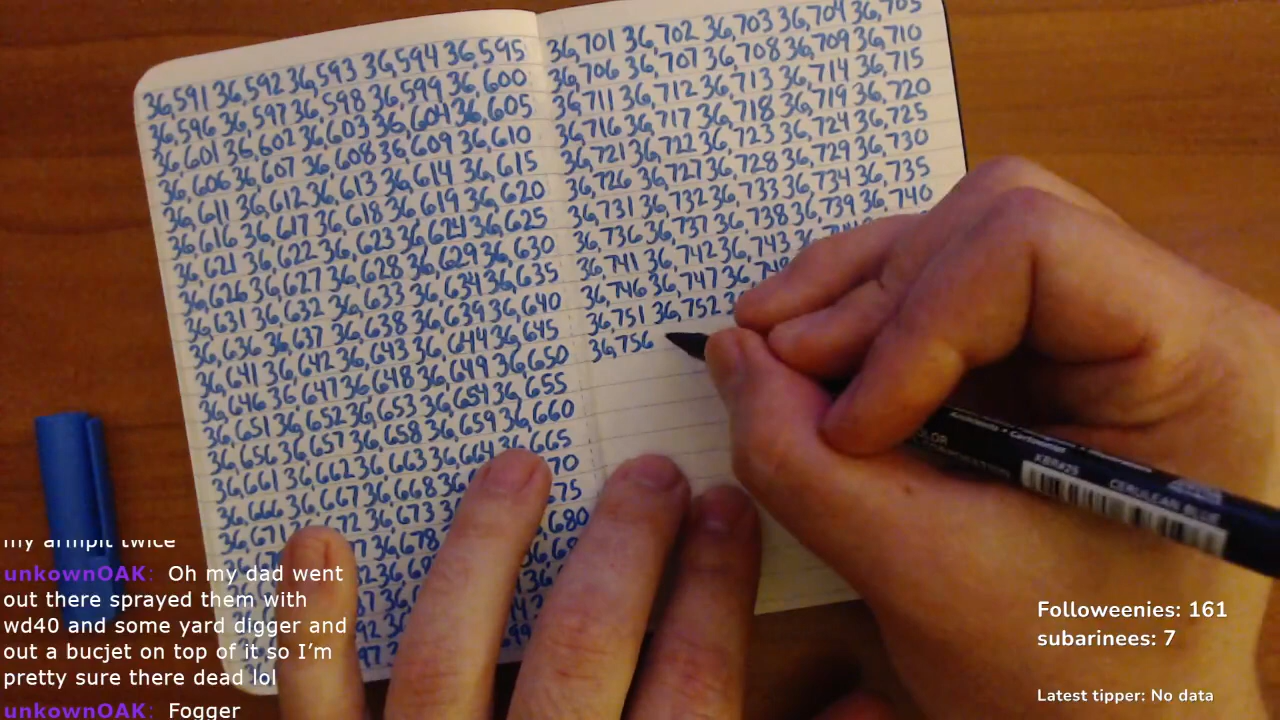 36,591 36,592 36,593 36,594 36,595
36,596 36,597 36,598 36,599 36,600
36,601 36,602 36,603 36,604 36,605
36,606 36,607 36,608 36,609 36,610
36,611 36,612 36,613 36,614 36,615
36,616 36,617 36,618 36,619 36,620
36,621 36,622 36,623 36,624 36,625
36,626 36,627 36,628 36,629 36,630
36,631 36,632 36,633 36,634 36,635
36,636 36,637 36,638 36,639 36,640
36,641 36,642 36,643 36,644 36,645
36,646 36,647 36,648 36,649 36,650
36,651 36,652 36,653 36,654 36,655
36,656 36,657 36,658 36,659 36,660
36,661 36,662 36,663 36,664 36,665
36,666 36,667 36,668
36,671 36,673
36,678
36,701 36,702 36,703 36,704 36,705
36,706 36,707 36,708 36,709 36,710
36,711 36,712 36,713 36,714 36,715
36,716 36,717 36,718 36,719 36,720
36,721 36,722 36,723 36,724 36,725
36,726 36,727 36,728 36,729 36,730
36,731 36,732 36,733 36,734 36,735
36,736 36,737 36,738 36,739 36,740
36,741 36,742 36,743
36,746 36,747
36,751 36,752
36,756
CERULEAN BLUE
my armpit twice
unkownOAK: Oh my dad went
out there sprayed them with
wd40 and some yard digger and
out a bucjet on top of it so I'm
pretty sure there dead lol
unkownOAK: Fogger
Followeenies: 161
subarinees: 7
Latest tipper: No data